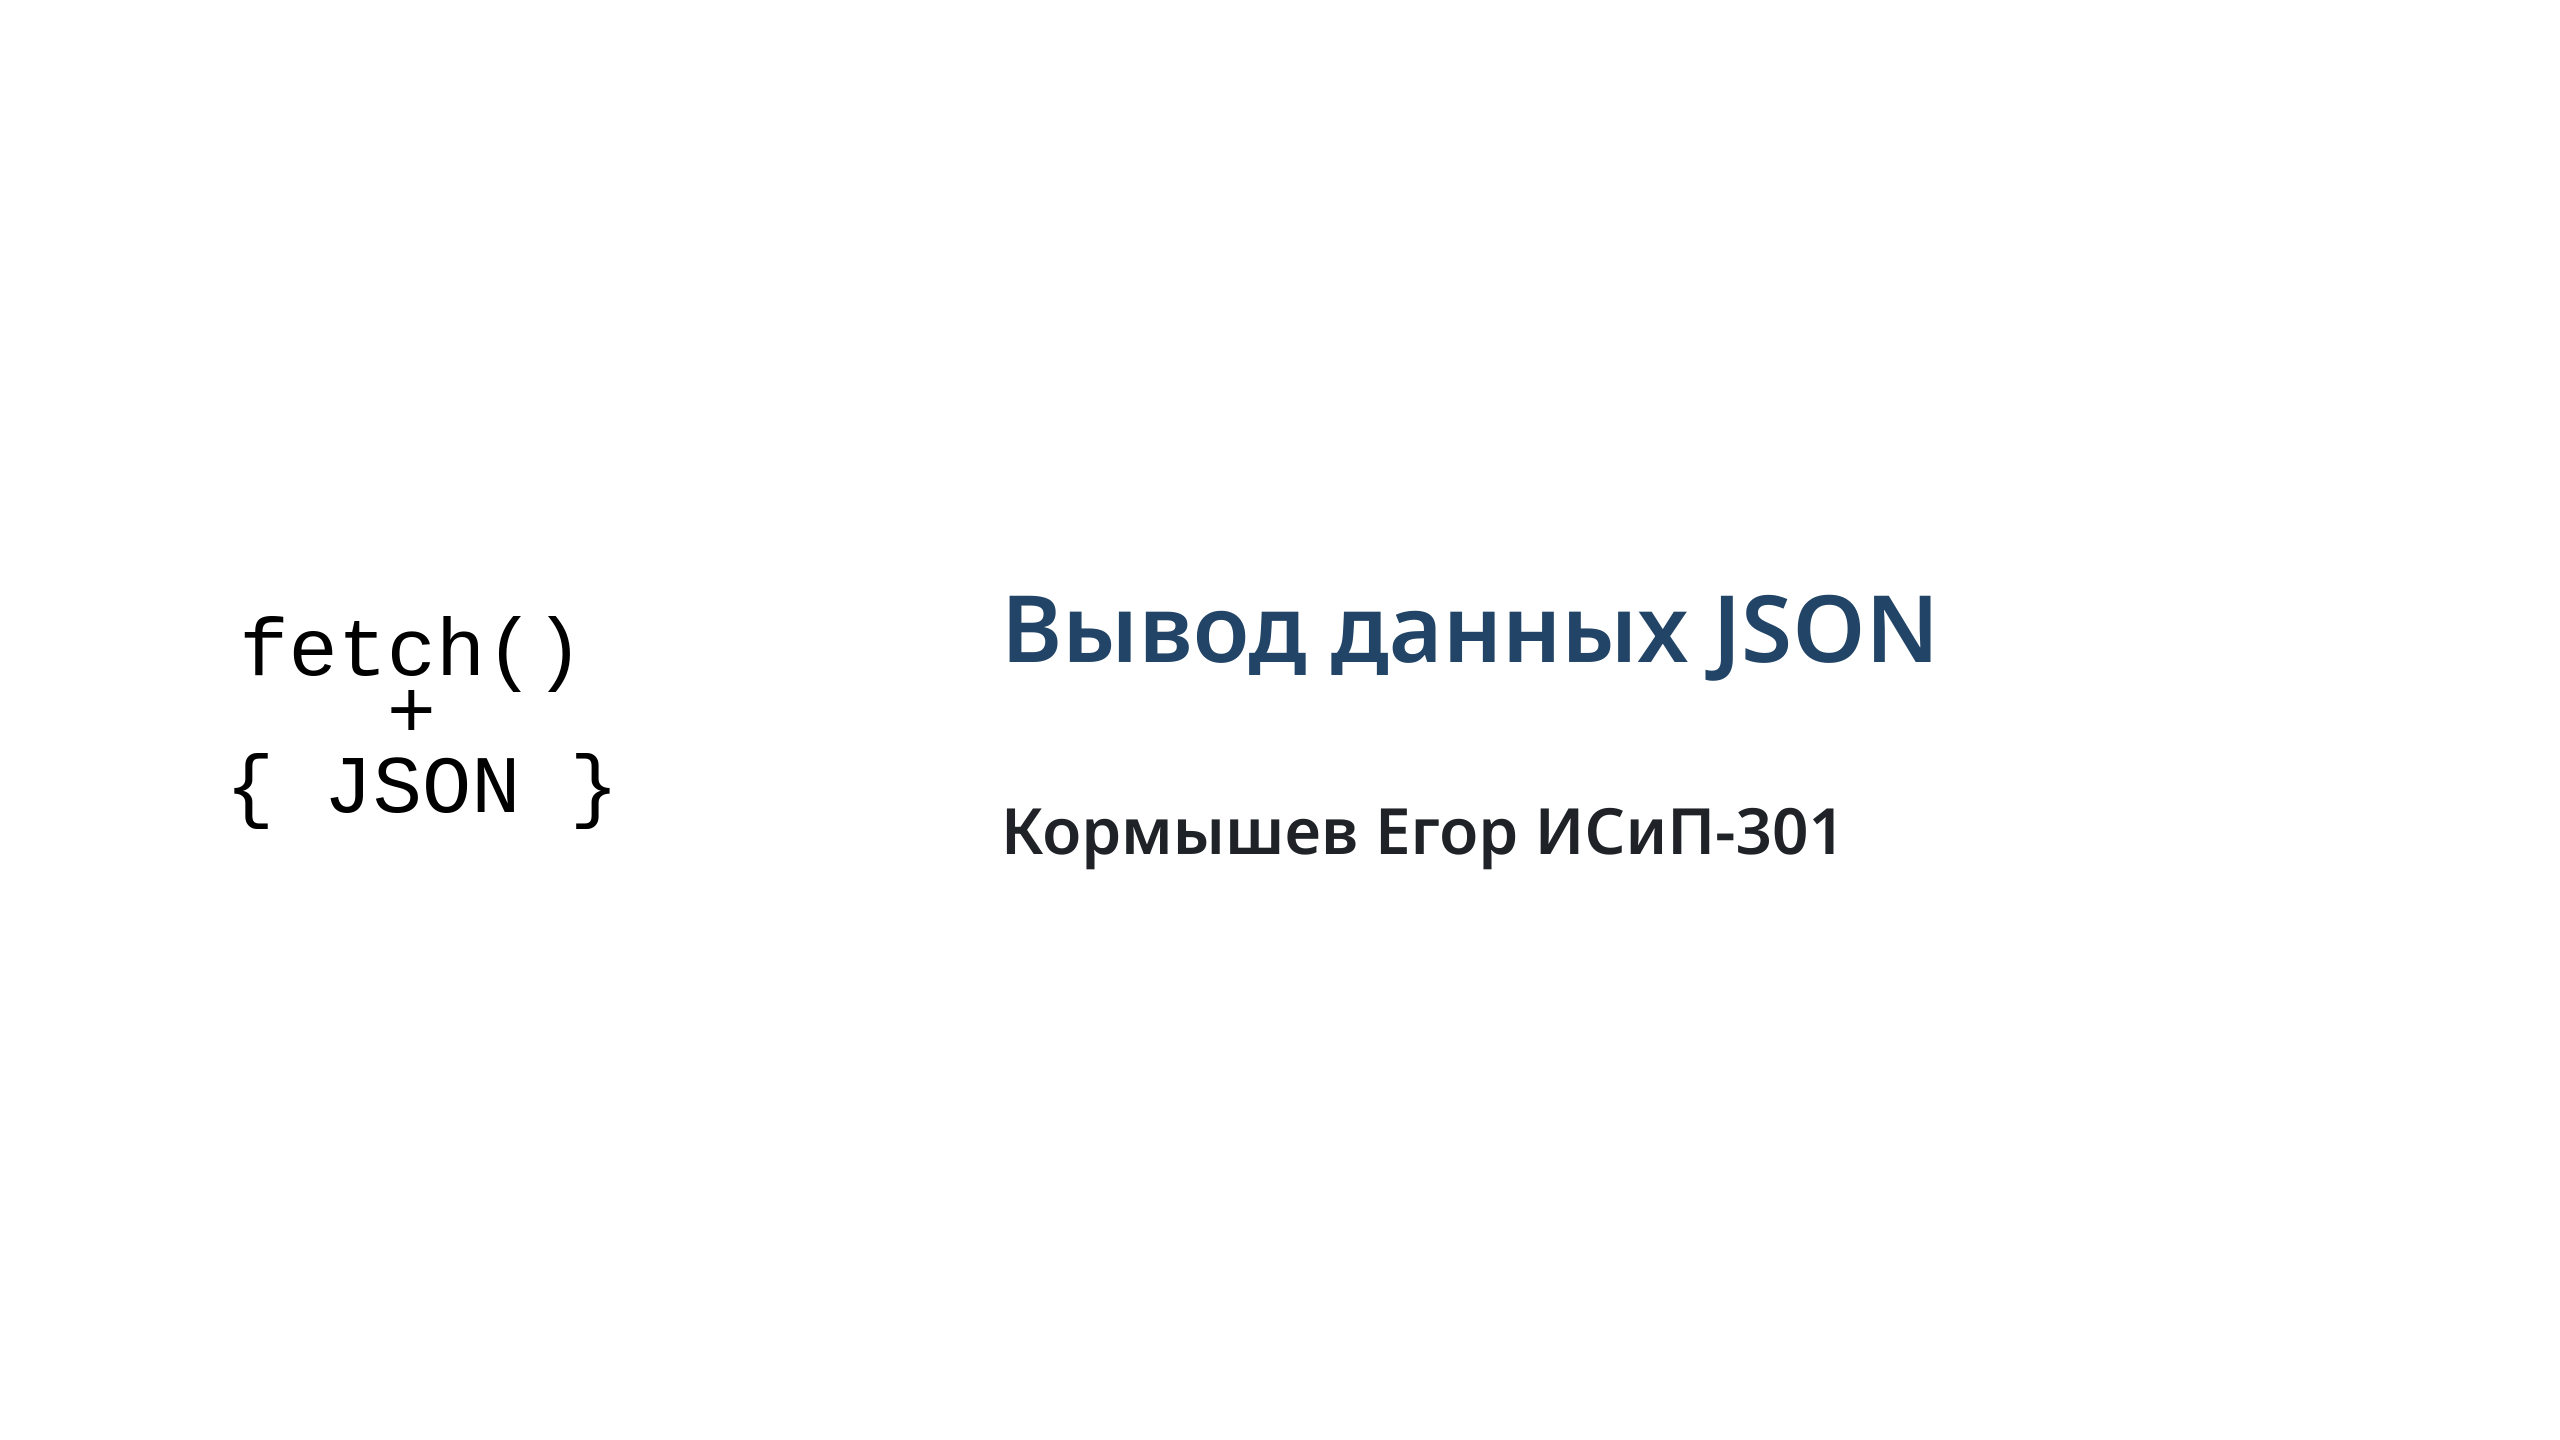 fetch()
+
{ JSON }
Вывод данных JSON
Кормышев Егор ИСиП-301